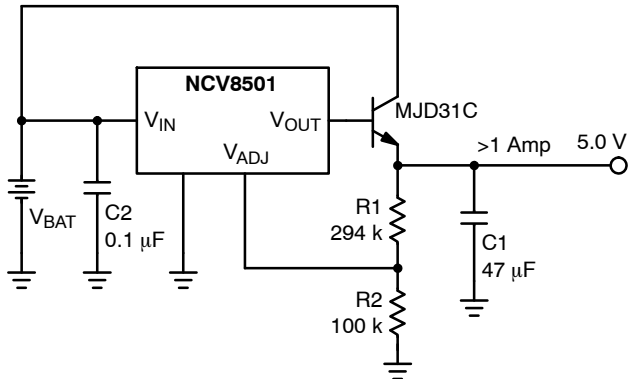 NCV8501
V_IN
V_OUT
V_ADJ
MJD31C
>1 Amp
5.0 V
V_BAT
C2
0.1 μF
R1
294 k
C1
47 μF
R2
100 k